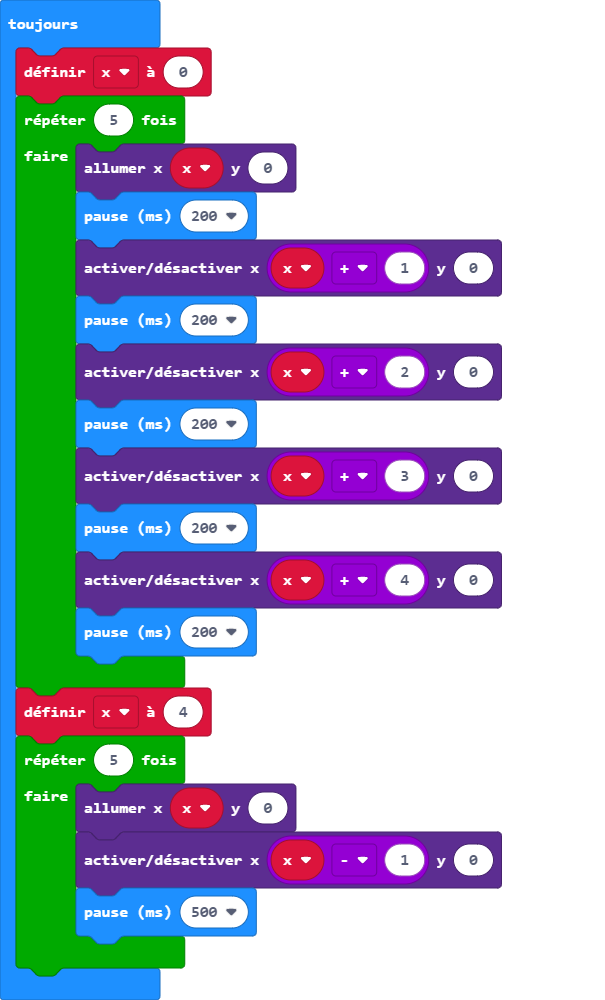 toujours
définir x à 0
répéter 5 fois
faire
allumer x x y 0
pause (ms) 200
activer/désactiver x x + 1 y 0
pause (ms) 200
activer/désactiver x x + 2 y 0
pause (ms) 200
activer/désactiver x x + 3 y 0
pause (ms) 200
activer/désactiver x x + 4 y 0
pause (ms) 200
définir x à 4
répéter 5 fois
faire
allumer x x y 0
activer/désactiver x x - 1 y 0
pause (ms) 500